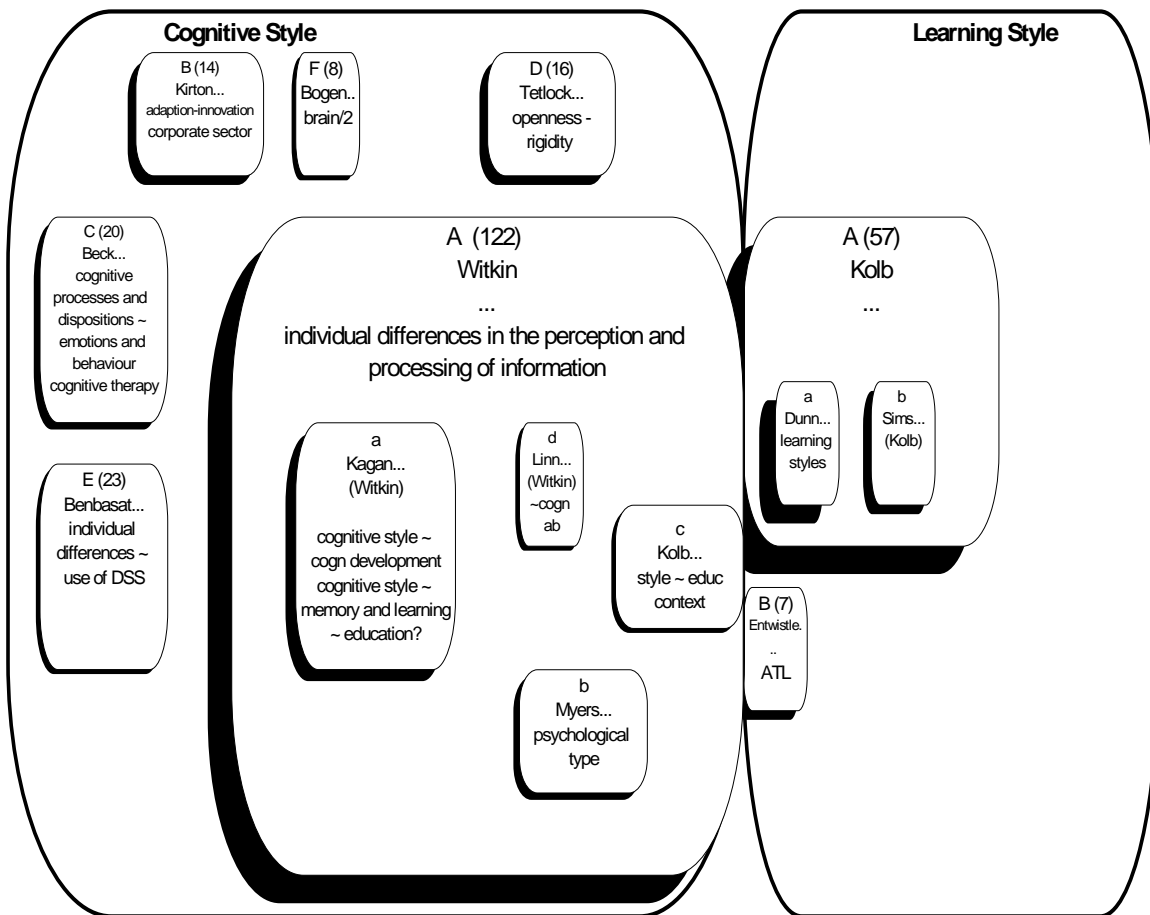 Cognitive Style
Learning Style
B (14)
Kirton...
adaption-innovation
corporate sector
F (8)
Bogen..
brain/2
D (16)
Tetlock...
openness -
rigidity
C (20)
Beck...
cognitive
processes and
dispositions ~
emotions and
behaviour
cognitive therapy
A (122)
Witkin
...
individual differences in the perception and
processing of information
A (57)
Kolb
...
a
Dunn...
learning
styles
b
Sims...
(Kolb)
a
Kagan...
(Witkin)
cognitive style ~
cogn development
cognitive style ~
memory and learning
~ education?
d
Linn...
(Witkin)
~cogn
ab
E (23)
Benbasat...
individual
differences ~
use of DSS
c
Kolb...
style ~ educ
context
B (7)
Entwistle.
..
ATL
b
Myers...
psychological
type